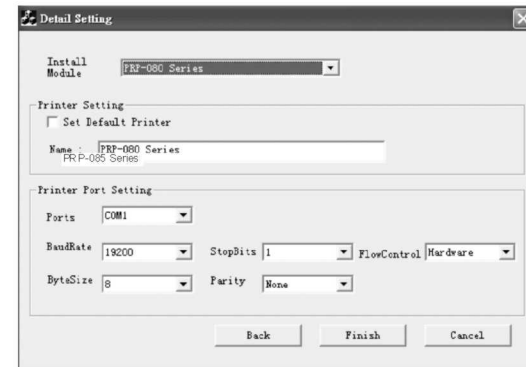 Detail Setting
Install
Module
PRP-080 Series
Printer Setting
Set Default Printer
Name :
PRP-080 Series
PRP-085 Series
Printer Port Setting
Ports
COM1
BaudRate
19200
StopBits
1
FlowControl
Hardware
ByteSize
8
Parity
None
Back
Finish
Cancel